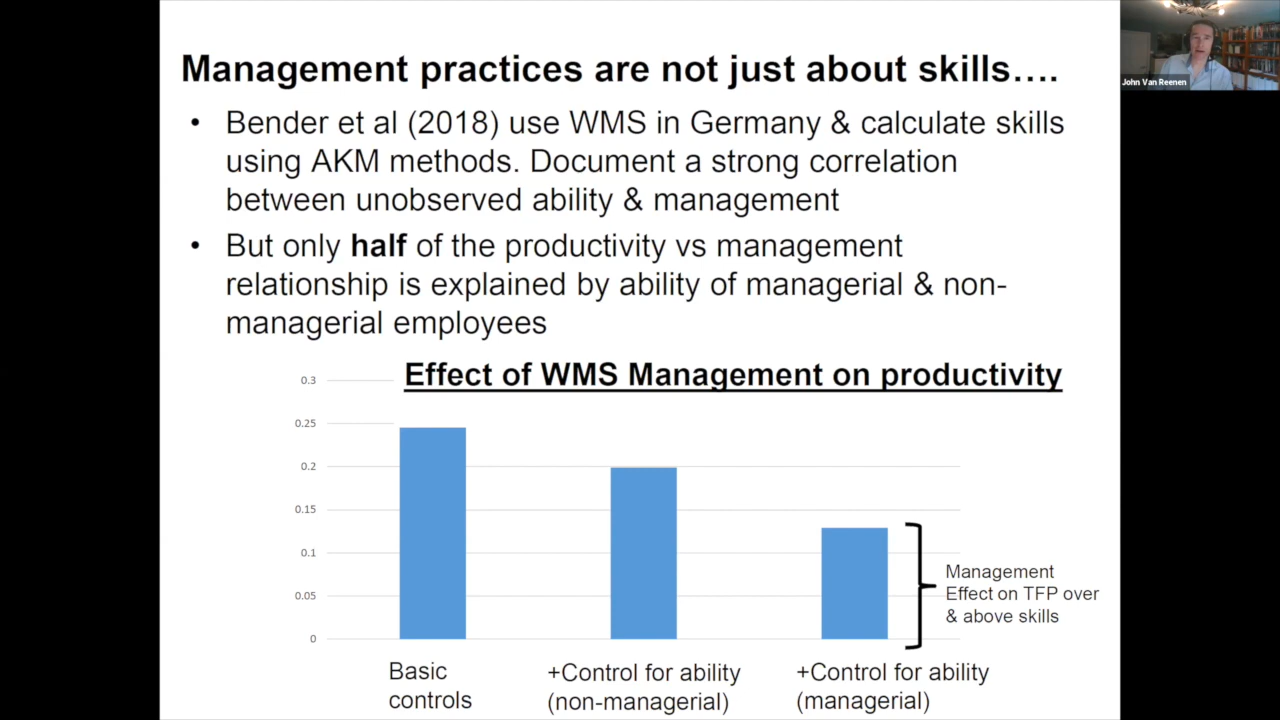 Management practices are not just about skills….
John Van Reenen
• Bender et al (2018) use WMS in Germany & calculate skills
using AKM methods. Document a strong correlation
between unobserved ability & management
• But only half of the productivity vs management
relationship is explained by ability of managerial & non-
managerial employees
Effect of WMS Management on productivity
0.3
0.25
0.2
0.15
0.1
0.05
0
Management
Effect on TFP over
& above skills
Basic
controls
+Control for ability
(non-managerial)
+Control for ability
(managerial)